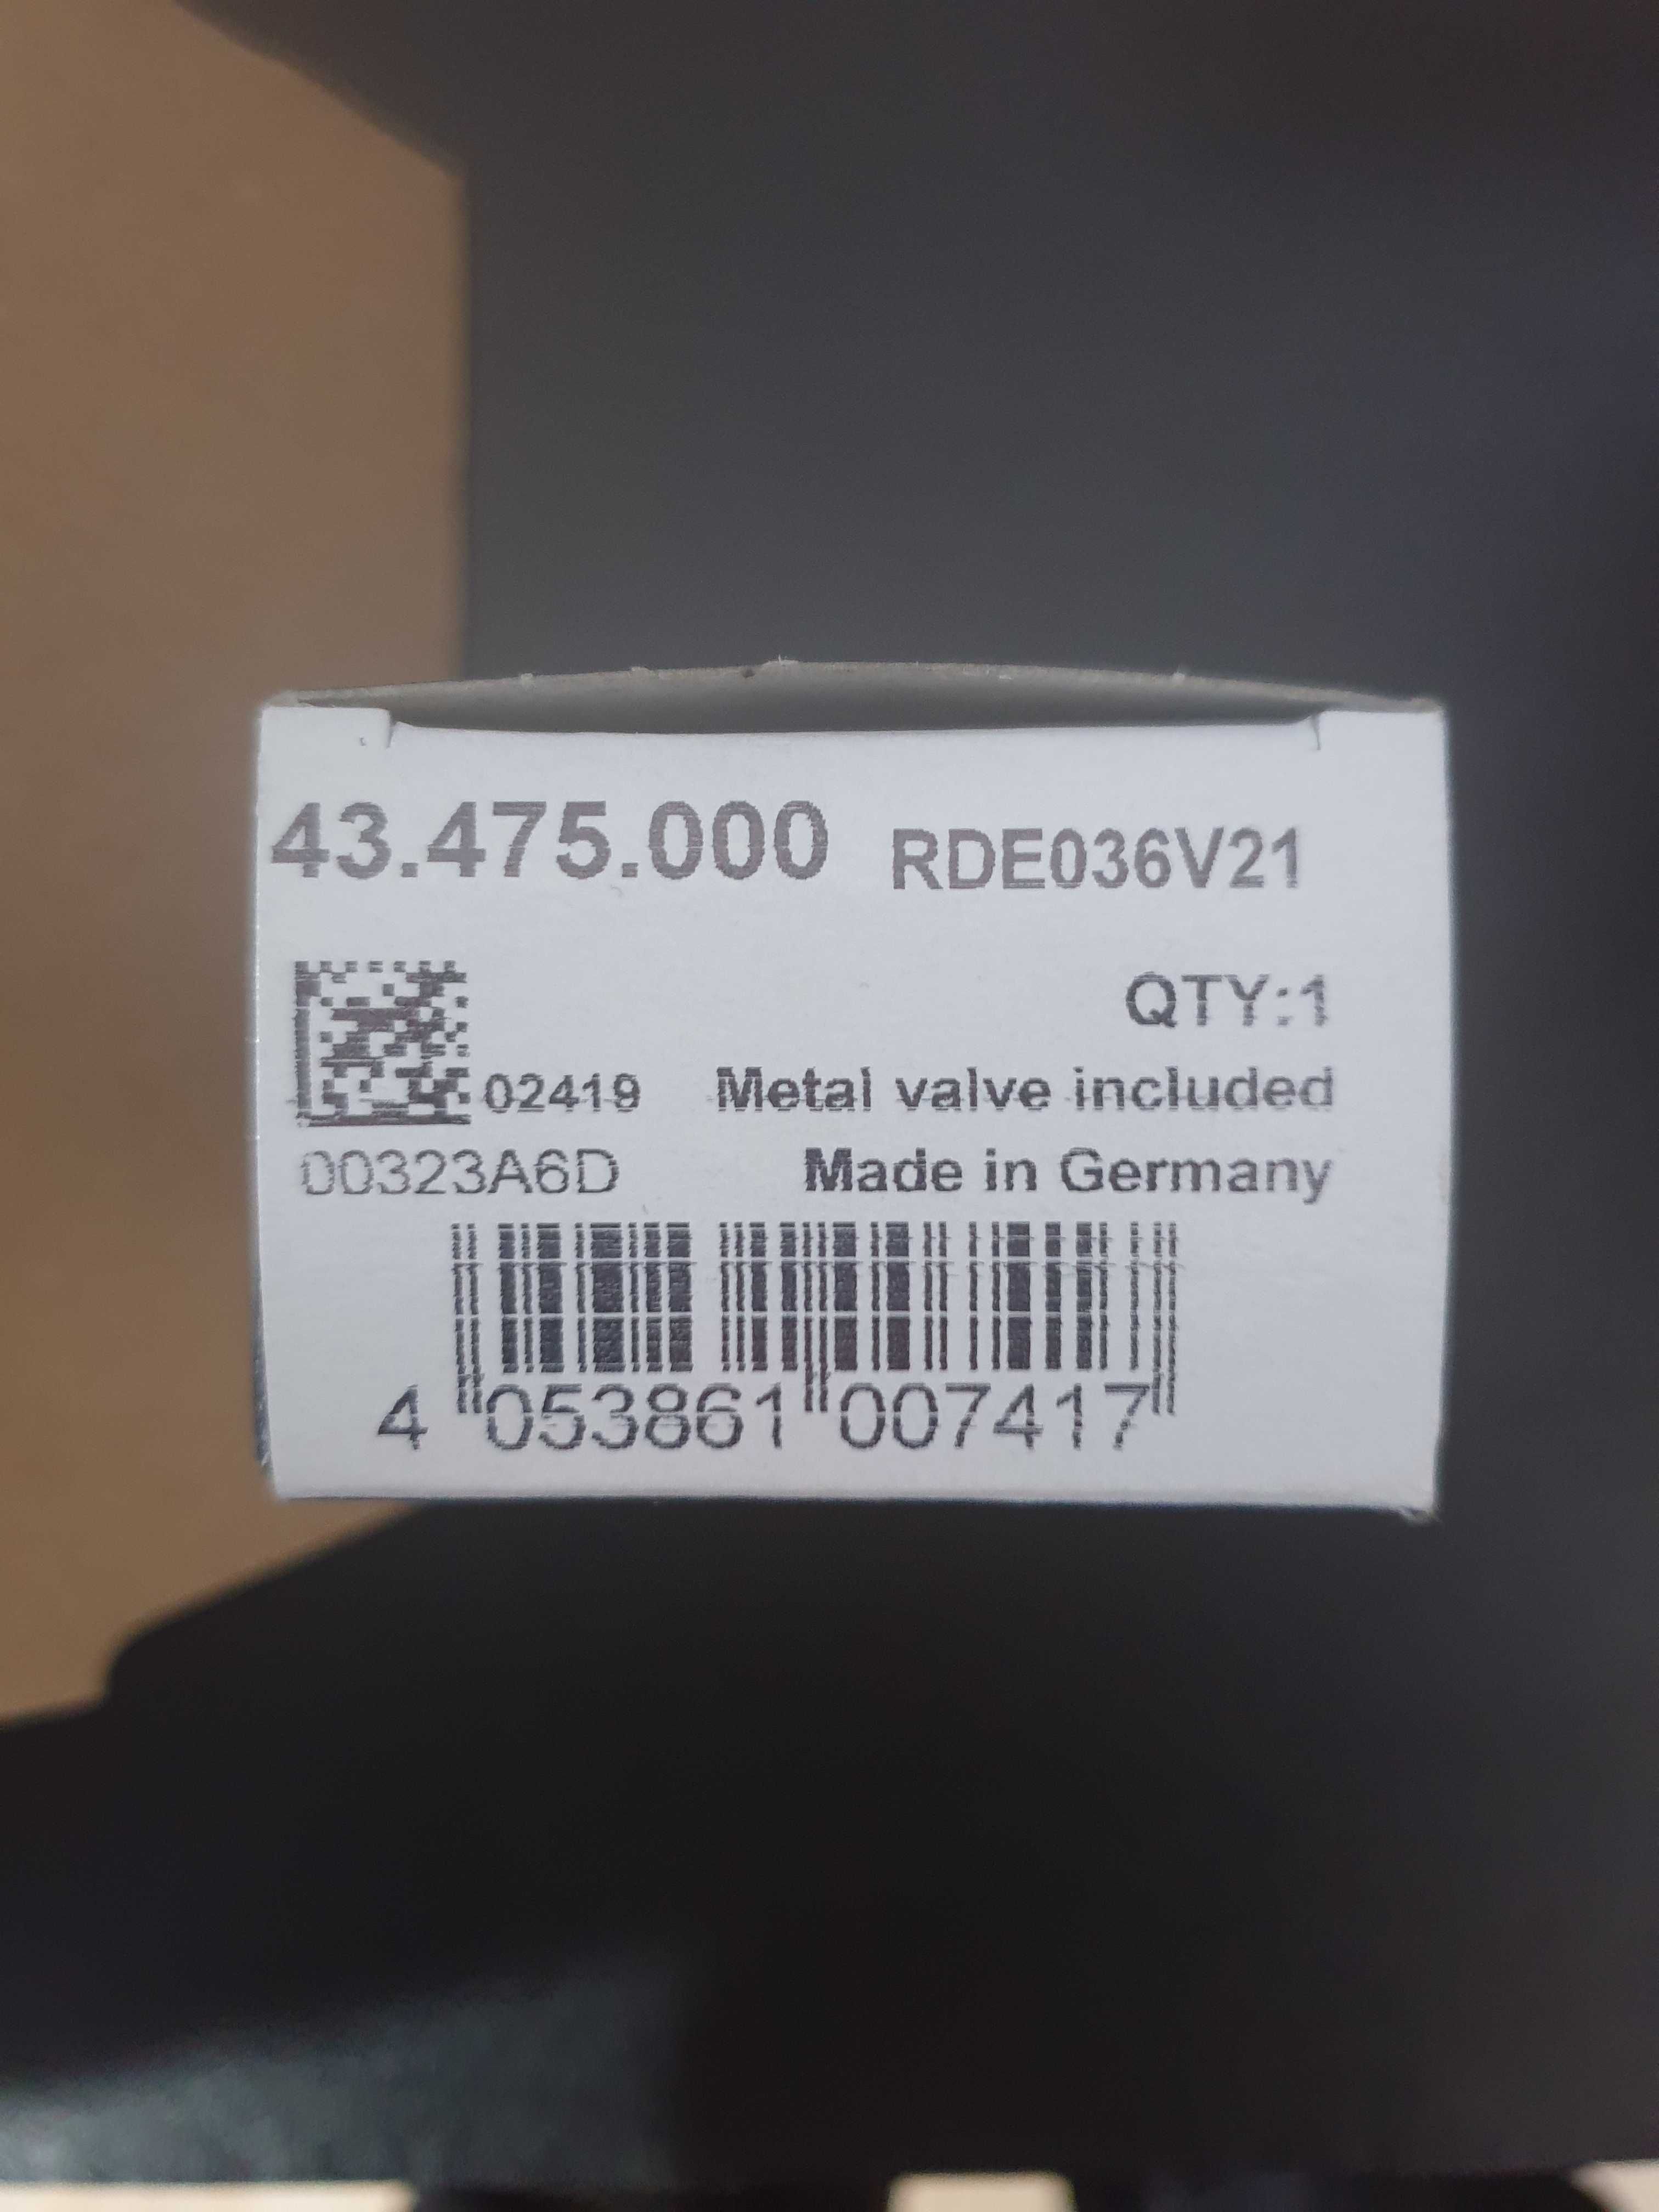 43.475.000 RDE036V21
QTY:1
02419 Metal valve included
00323A6D Made in Germany
4 053861 007417